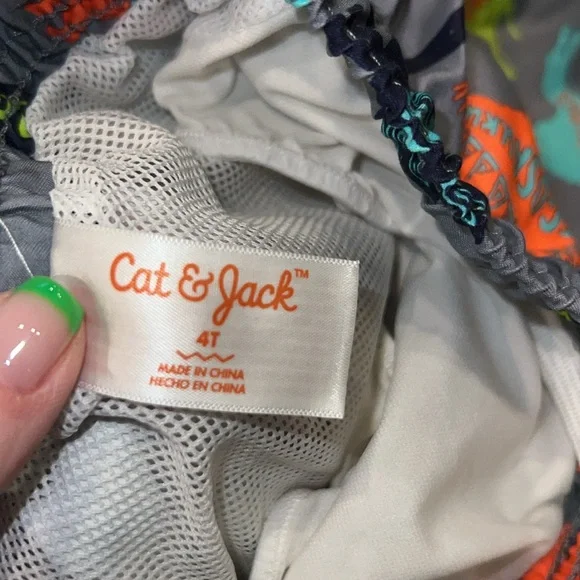 Cat & Jack™
4T
MADE IN CHINA
HECHO EN CHINA